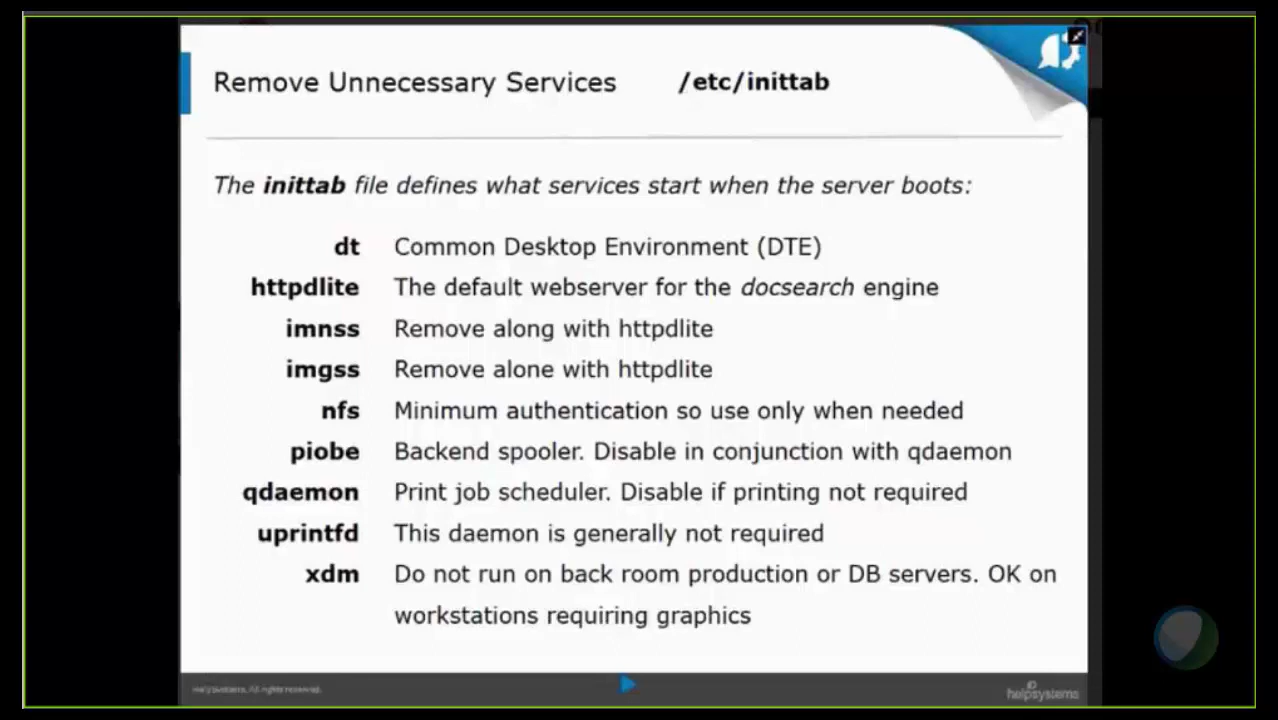 Remove Unnecessary Services /etc/inittab
The inittab file defines what services start when the server boots:
dt Common Desktop Environment (DTE)
httpdlite The default webserver for the docsearch engine
imnss Remove along with httpdlite
imgss Remove alone with httpdlite
nfs Minimum authentication so use only when needed
piobe Backend spooler. Disable in conjunction with qdaemon
qdaemon Print job scheduler. Disable if printing not required
uprintfd This daemon is generally not required
xdm Do not run on back room production or DB servers. OK on
workstations requiring graphics
HelpSystems. All rights reserved.
helpsystems